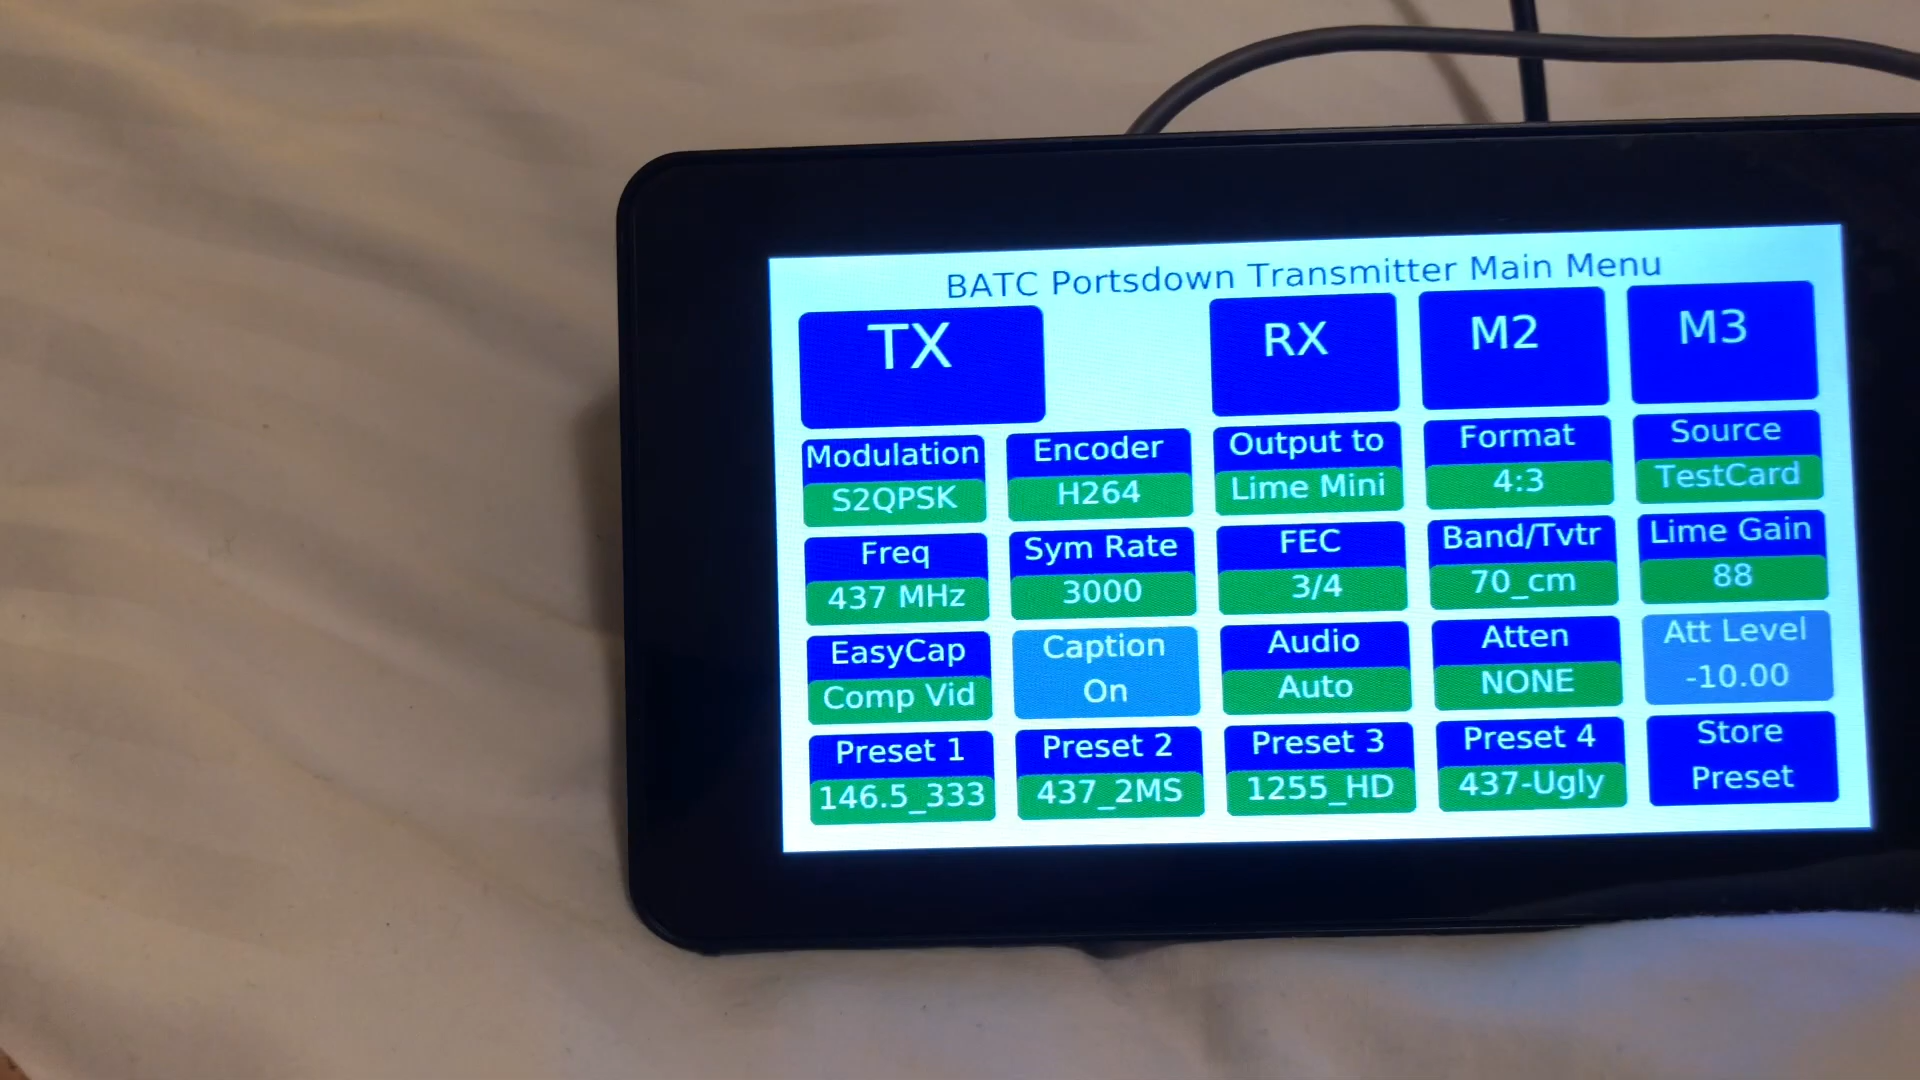 BATC Portsdown Transmitter Main Menu
TX
RX
M2
M3
Modulation
S2QPSK
Encoder
H264
Output to
Lime Mini
Format
4:3
Source
TestCard
Freq
437 MHz
Sym Rate
3000
FEC
3/4
Band/Tvtr
70_cm
Lime Gain
88
EasyCap
Comp Vid
Caption
On
Audio
Auto
Atten
NONE
Att Level
-10.00
Preset 1
146.5_333
Preset 2
437_2MS
Preset 3
1255_HD
Preset 4
437-Ugly
Store
Preset